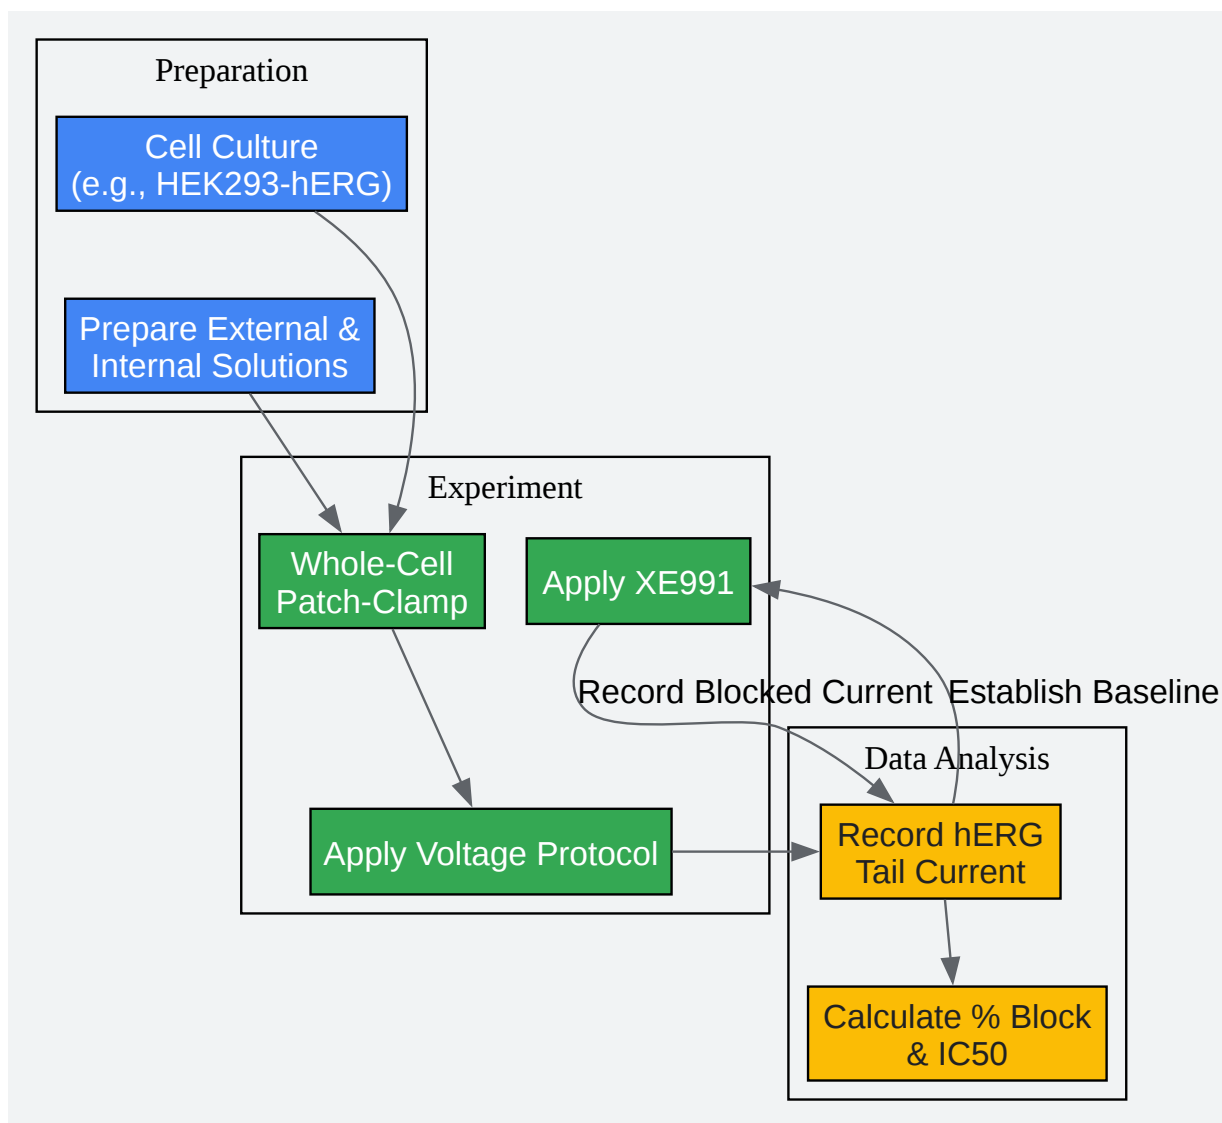 Preparation
Cell Culture
(e.g., HEK293-hERG)
Prepare External &
Internal Solutions
Experiment
Whole-Cell
Patch-Clamp
Apply XE991
Record Blocked Current
Establish Baseline
Data Analysis
Apply Voltage Protocol
Record hERG
Tail Current
Calculate % Block
& IC50